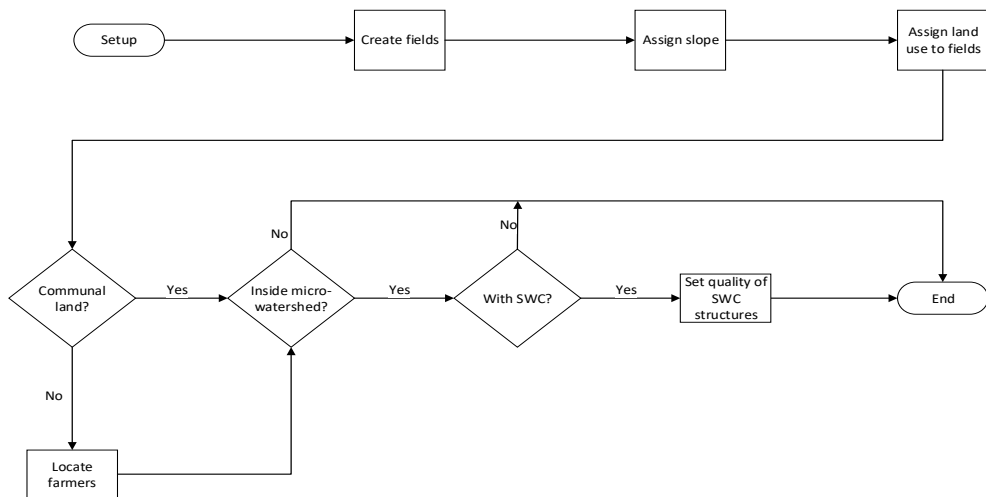 Setup
Create fields
Assign slope
Assign land
use to fields
No
No
Communal
land?
Yes
Inside micro-
watershed?
Yes
With SWC?
Yes
Set quality of
SWC
structures
End
No
Locate
farmers